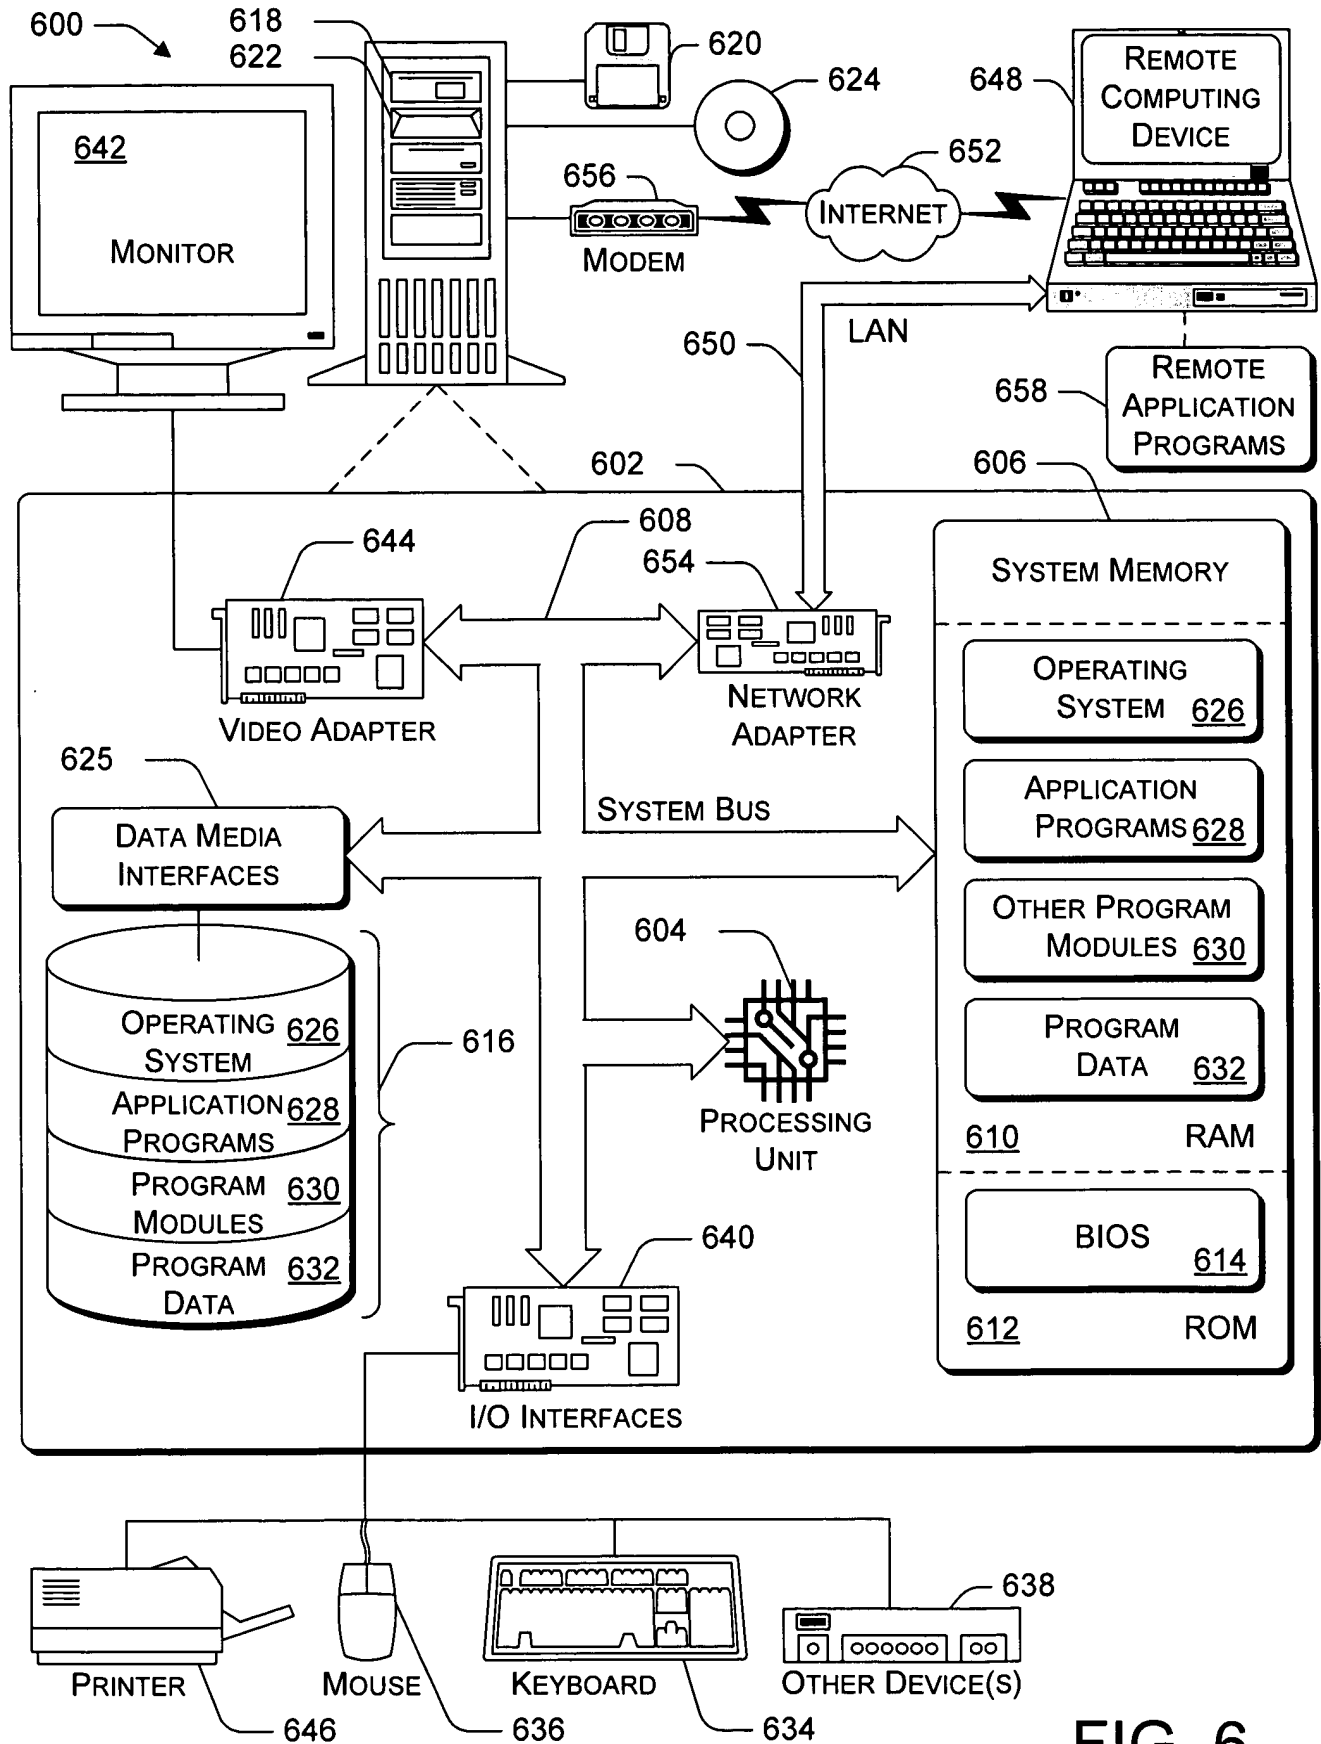 600
618
622
620
624
648
REMOTE
COMPUTING
DEVICE
642
MONITOR
656
MODEM
652
INTERNET
650
LAN
658
REMOTE
APPLICATION
PROGRAMS
602
606
644
608
654
VIDEO ADAPTER
NETWORK
ADAPTER
SYSTEM MEMORY
OPERATING
SYSTEM 626
APPLICATION
PROGRAMS 628
OTHER PROGRAM
MODULES 630
PROGRAM
DATA 632
610 RAM
BIOS
614
612 ROM
625
DATA MEDIA
INTERFACES
SYSTEM BUS
604
PROCESSING
UNIT
OPERATING
SYSTEM 626
APPLICATION
PROGRAMS 628
PROGRAM
MODULES 630
PROGRAM
DATA 632
616
640
I/O INTERFACES
638
PRINTER
MOUSE
KEYBOARD
OTHER DEVICE(S)
646
636
634
FIG. 6